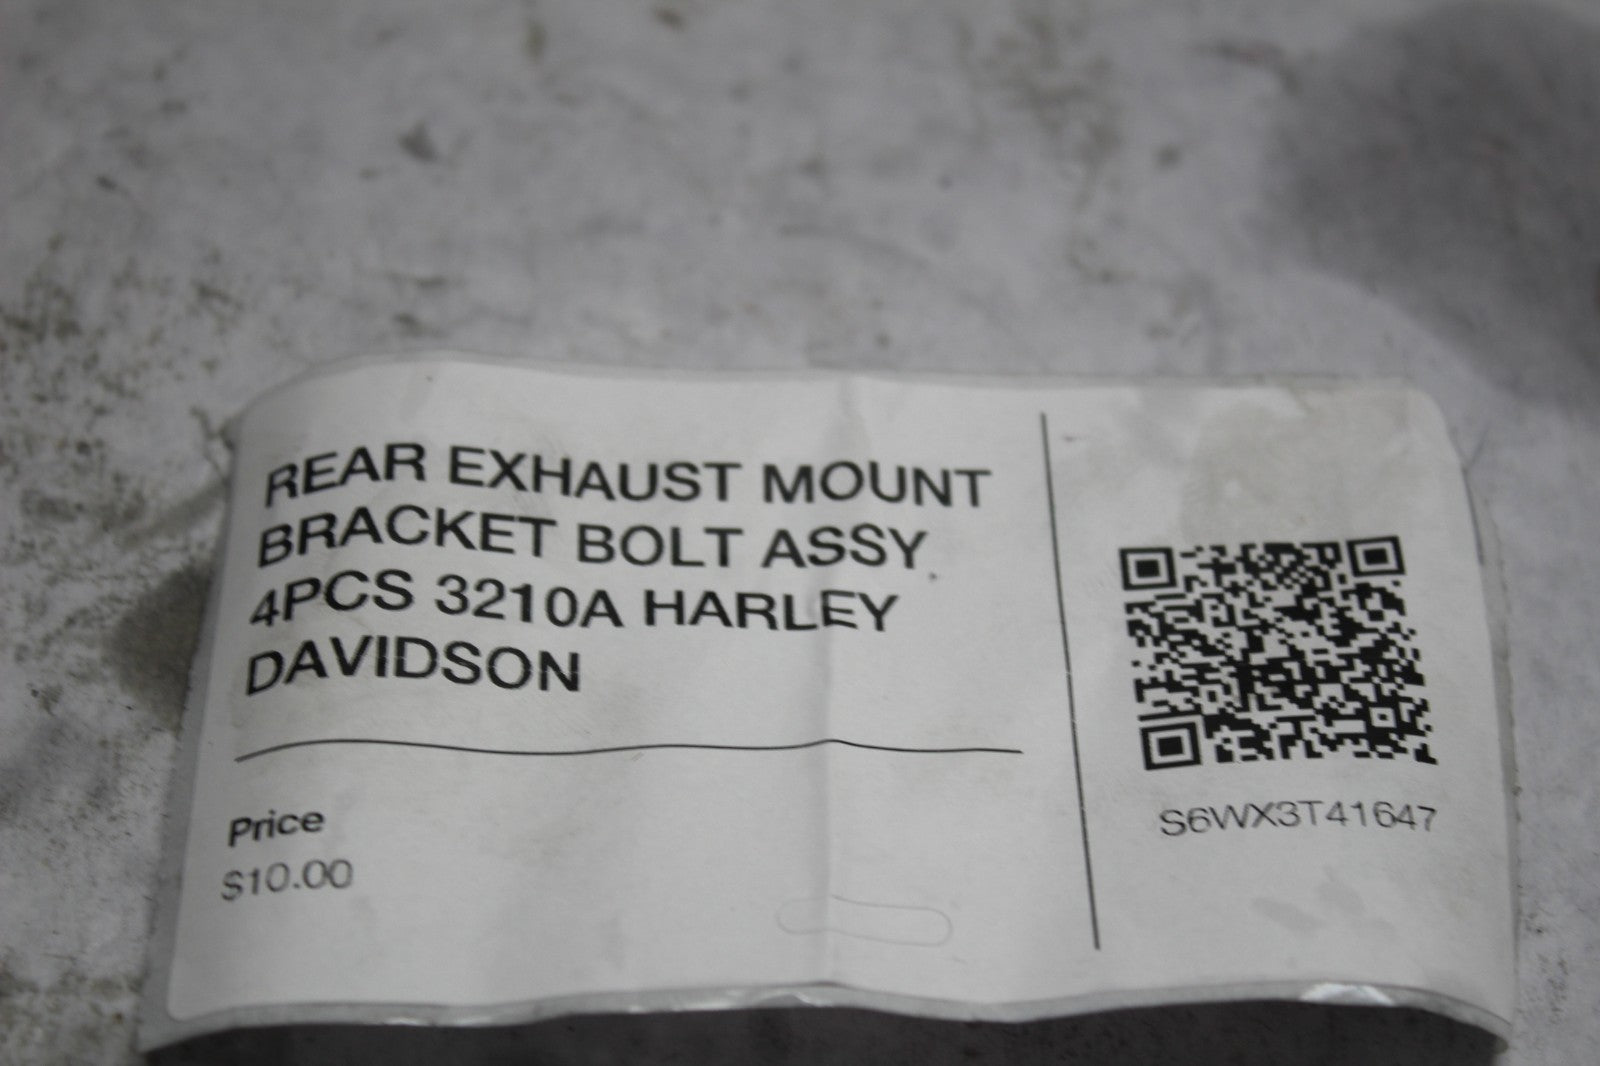 REAR EXHAUST MOUNT
BRACKET BOLT ASSY
4PCS 3210A HARLEY
DAVIDSON
Price
$10.00
S6WX3T41647